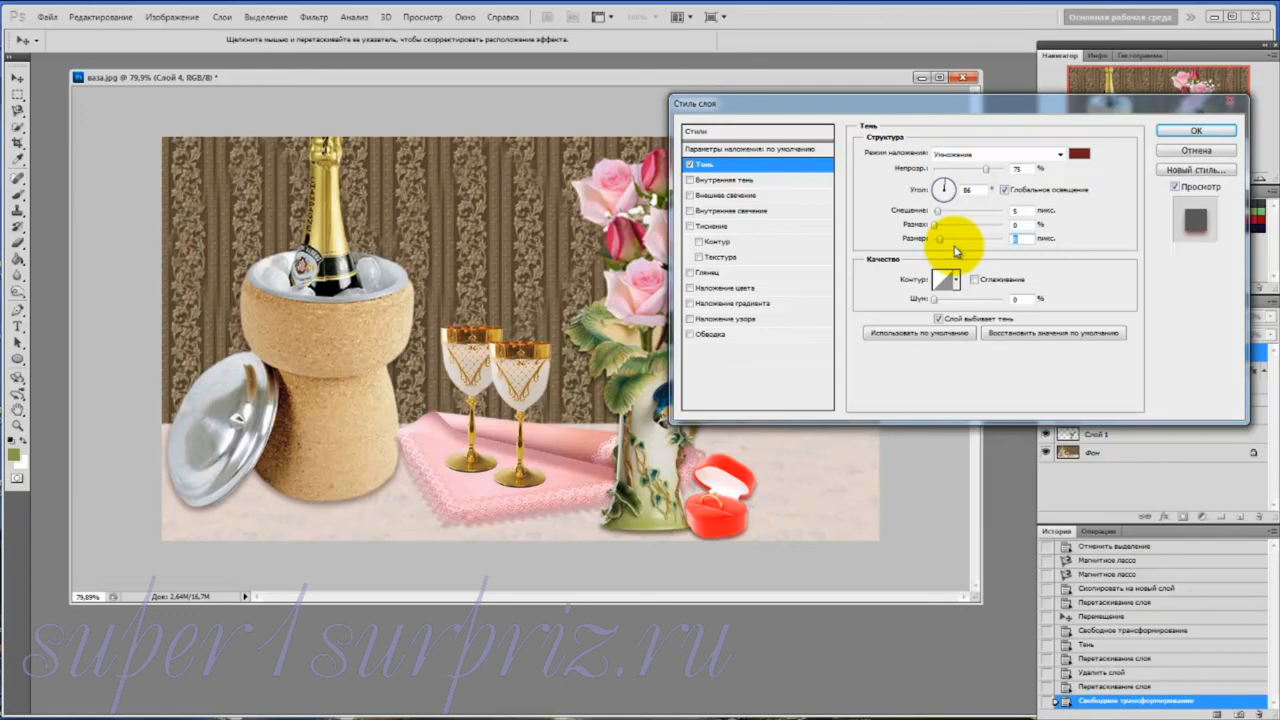 Ps Файл Редактирование Изображение Слои Выделение Фильтр Анализ 3D Просмотр Окно Справка Основная рабочая среда
Щелкните мышью и перетаскивайте ее указатель, чтобы скорректировать расположение эффекта.
Навигатор Инфо Гистограмма
ваза.jpg @ 79,9% (Слой 4, RGB/8) *
Стиль слоя
Стили
Параметры наложения: по умолчанию
Тень
Внутренняя тень
Внешнее свечение
Внутреннее свечение
Тиснение
Контур
Текстура
Глянец
Наложение цвета
Наложение градиента
Наложение узора
Обводка
Тень
Структура
Режим наложения: Умножение
Непрозр.: 75 %
Угол: 86 ° Глобальное освещение
Смещение: 5 пикс.
Размах: 0 %
Размер: пикс.
Качество
Контур: Сглаживание
Шум: 0 %
Слой выбивает тень
Использовать по умолчанию Восстановить значения по умолчанию
OK
Отмена
Новый стиль...
Просмотр
Слой 1
Фон
История Операции
Отменить выделение
Магнитное лассо
Магнитное лассо
Скопировать на новый слой
Перетаскивание слоя
Перемещение
Свободное трансформирование
Тень
Перетаскивание слоя
Удалить слой
Перетаскивание слоя
Свободное трансформирование
79,89% Док: 2,64M/16,7M